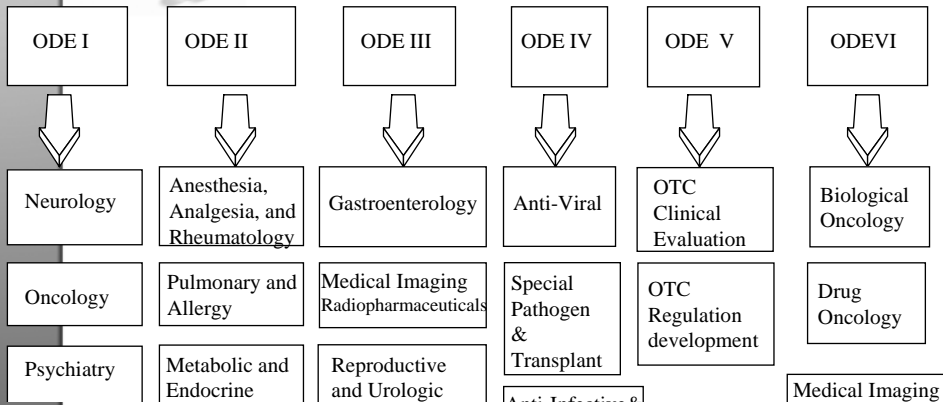 ODE I
ODE II
ODE III
ODE IV
ODE V
ODEVI
Neurology
Anesthesia,
Analgesia, and
Rheumatology
Gastroenterology
Anti-Viral
OTC
Clinical
Evaluation
Biological
Oncology
Oncology
Pulmonary and
Allergy
Medical Imaging
Radiopharmaceuticals
Special
Pathogen
&
Transplant
OTC
Regulation
development
Drug
Oncology
Psychiatry
Metabolic and
Endocrine
Reproductive
and Urologic
Anti-Infective &
Medical Imaging